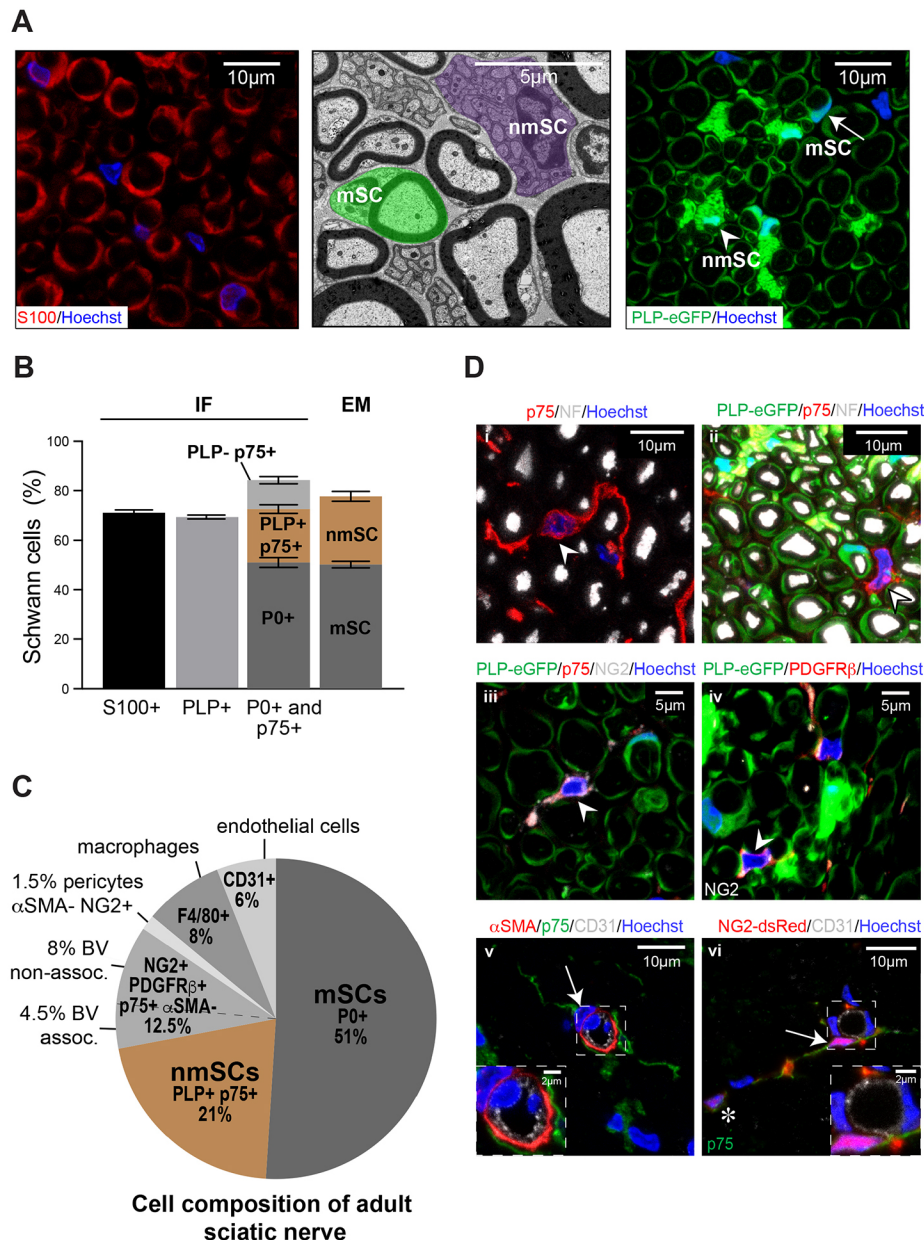 A
10µm
S100/Hoechst
5µm
nmSC
mSC
10µm
mSC
nmSC
PLP-eGFP/Hoechst
B
IF
EM
Schwann cells (%)
100
80
60
40
20
0
PLP- p75+
PLP+
p75+
P0+
nmSC
mSC
S100+
PLP+
P0+ and
p75+
C
endothelial cells
macrophages
1.5% pericytes
αSMA- NG2+
8% BV
non-assoc.
4.5% BV
assoc.
CD31+
6%
F4/80+
8%
NG2+
PDGFRβ+
p75+ αSMA-
12.5%
mSCs
P0+
51%
nmSCs
PLP+ p75+
21%
Cell composition of adult
sciatic nerve
D
p75/NF/Hoechst
i
10µm
PLP-eGFP/p75/NF/Hoechst
ii
10µm
PLP-eGFP/p75/NG2/Hoechst
iii
5µm
PLP-eGFP/PDGFRβ/Hoechst
iv
5µm
NG2
αSMA/p75/CD31/Hoechst
v
10µm
2µm
NG2-dsRed/CD31/Hoechst
vi
10µm
2µm
*
p75